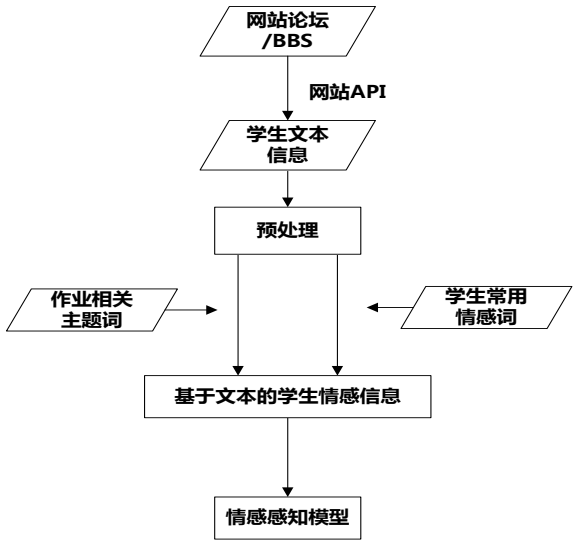 网站论坛
/BBS
网站API
学生文本
信息
预处理
作业相关
主题词
学生常用
情感词
基于文本的学生情感信息
情感感知模型